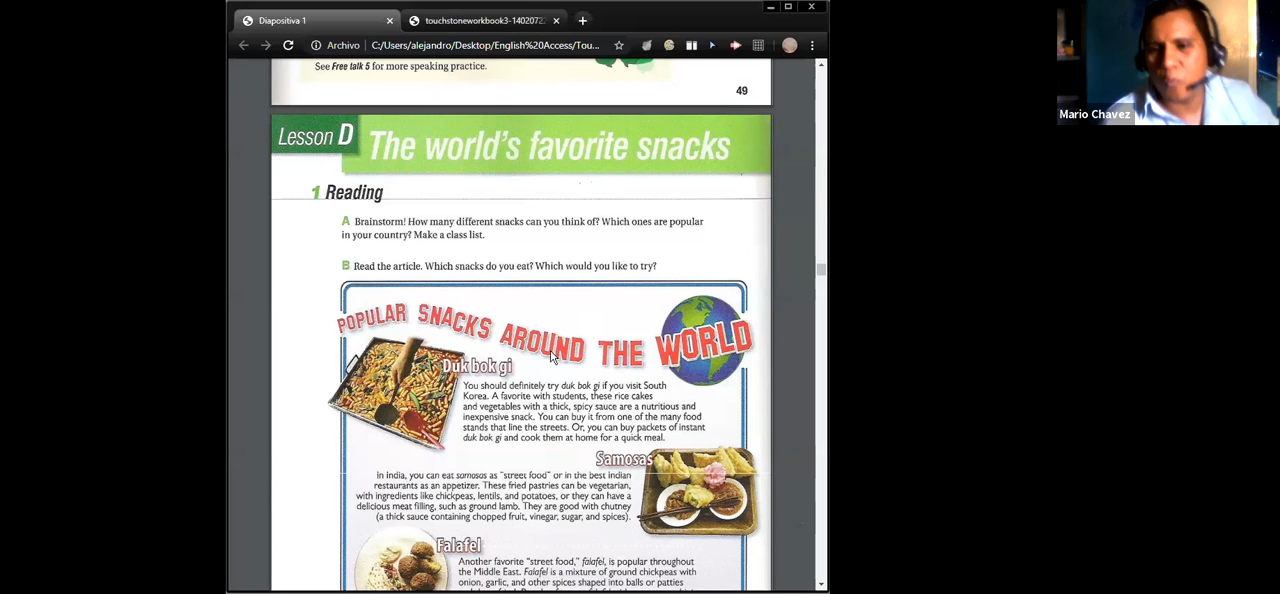 Diapositiva 1
touchstoneworkbook3-14020722
Archivo
C:/Users/alejandro/Desktop/English%20Access/Tou...
See Free talk 5 for more speaking practice.
49
Lesson D
The world's favorite snacks
1 Reading
A Brainstorm! How many different snacks can you think of? Which ones are popular
in your country? Make a class list.
B Read the article. Which snacks do you eat? Which would you like to try?
POPULAR SNACKS AROUND THE WORLD
Duk bok gi
You should definitely try duk bok gi if you visit South
Korea. A favorite with students, these rice cakes
and vegetables with a thick, spicy sauce are a nutritious and
inexpensive snack. You can buy it from one of the many food
stands that line the streets. Or, you can buy packets of instant
duk bok gi and cook them at home for a quick meal.
Samosas
In India, you can eat samosas as "street food" or in the best Indian
restaurants as an appetizer. These fried pastries can be vegetarian,
with ingredients like chickpeas, lentils, and potatoes, or they can have a
delicious meat filling, such as ground lamb. They are good with chutney
(a thick sauce containing chopped fruit, vinegar, sugar, and spices).
Falafel
Another favorite "street food," falafel, is popular throughout
the Middle East. Falafel is a mixture of ground chickpeas with
onion, garlic, and other spices shaped into balls or patties
Mario Chavez